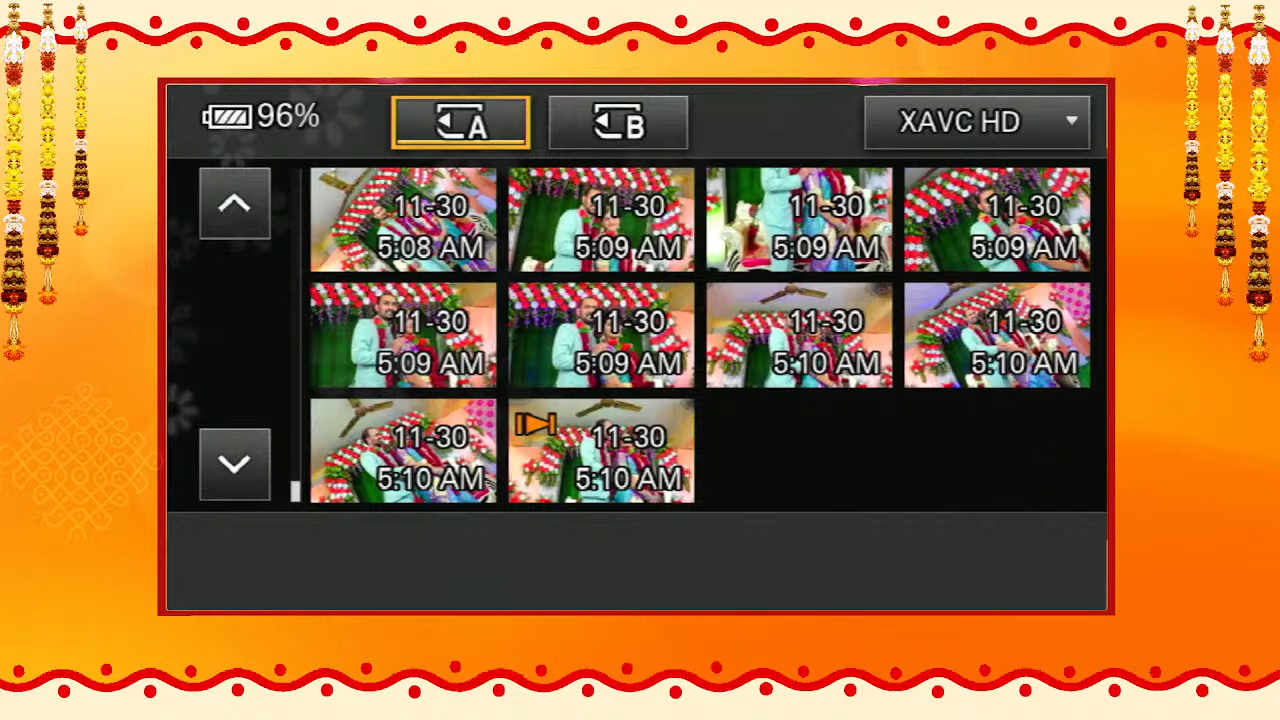 96% A B XAVC HD
11-30 11-30 11-30 11-30
5:08 AM 5:09 AM 5:09 AM 5:09 AM
11-30 11-30 11-30 11-30
5:09 AM 5:09 AM 5:10 AM 5:10 AM
11-30 11-30
5:10 AM 5:10 AM